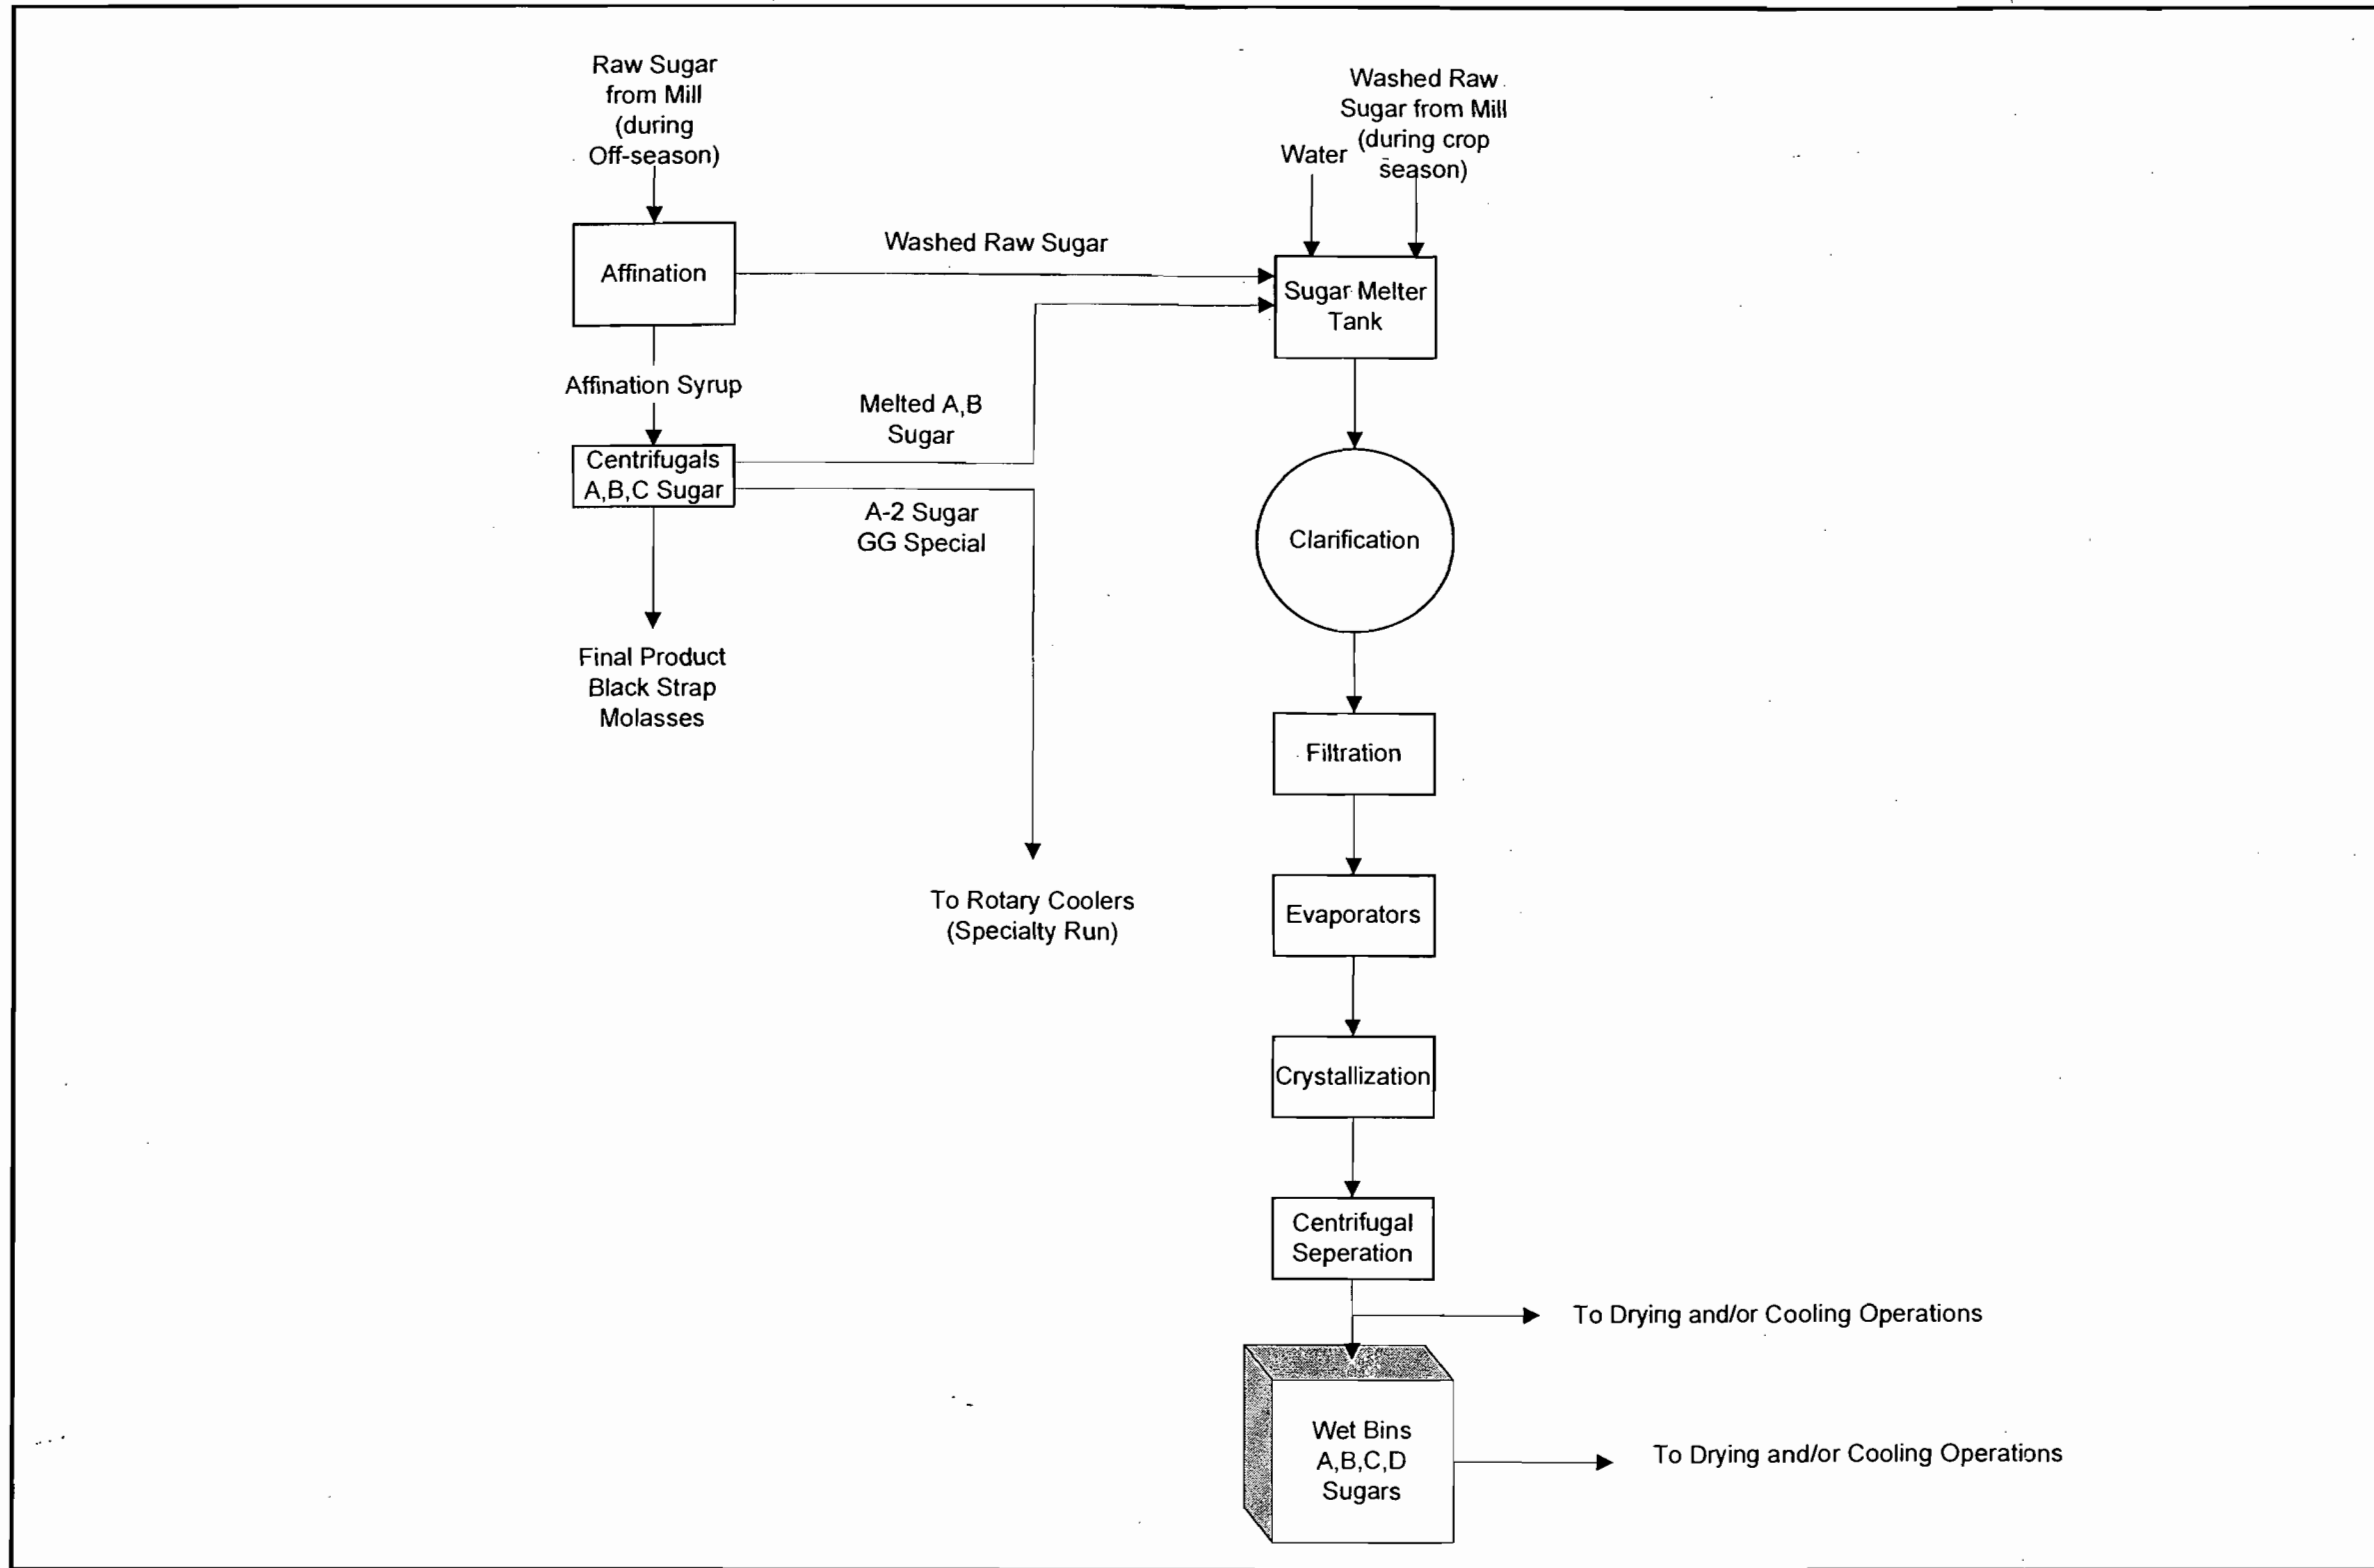 Raw Sugar
from Mill
(during
Off-season)
Washed Raw
Sugar from Mill
(during crop
season)
Water
Affination
Washed Raw Sugar
Sugar Melter
Tank
Affination Syrup
Melted A,B
Sugar
Centrifugals
A,B,C Sugar
A-2 Sugar
GG Special
Clarification
Final Product
Black Strap
Molasses
Filtration
To Rotary Coolers
(Specialty Run)
Evaporators
Crystallization
Centrifugal
Seperation
To Drying and/or Cooling Operations
Wet Bins
A,B,C,D
Sugars
To Drying and/or Cooling Operations